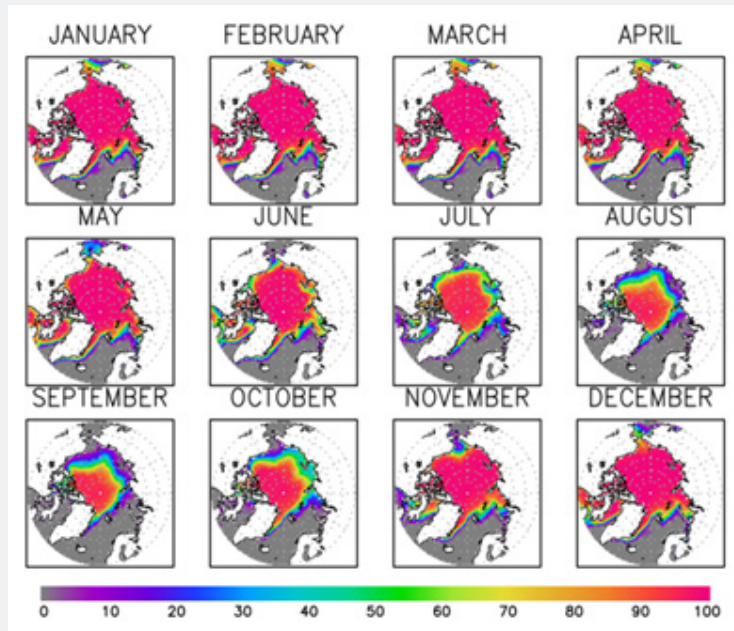 JANUARY FEBRUARY MARCH APRIL
MAY JUNE JULY AUGUST
SEPTEMBER OCTOBER NOVEMBER DECEMBER
0 10 20 30 40 50 60 70 80 90 100